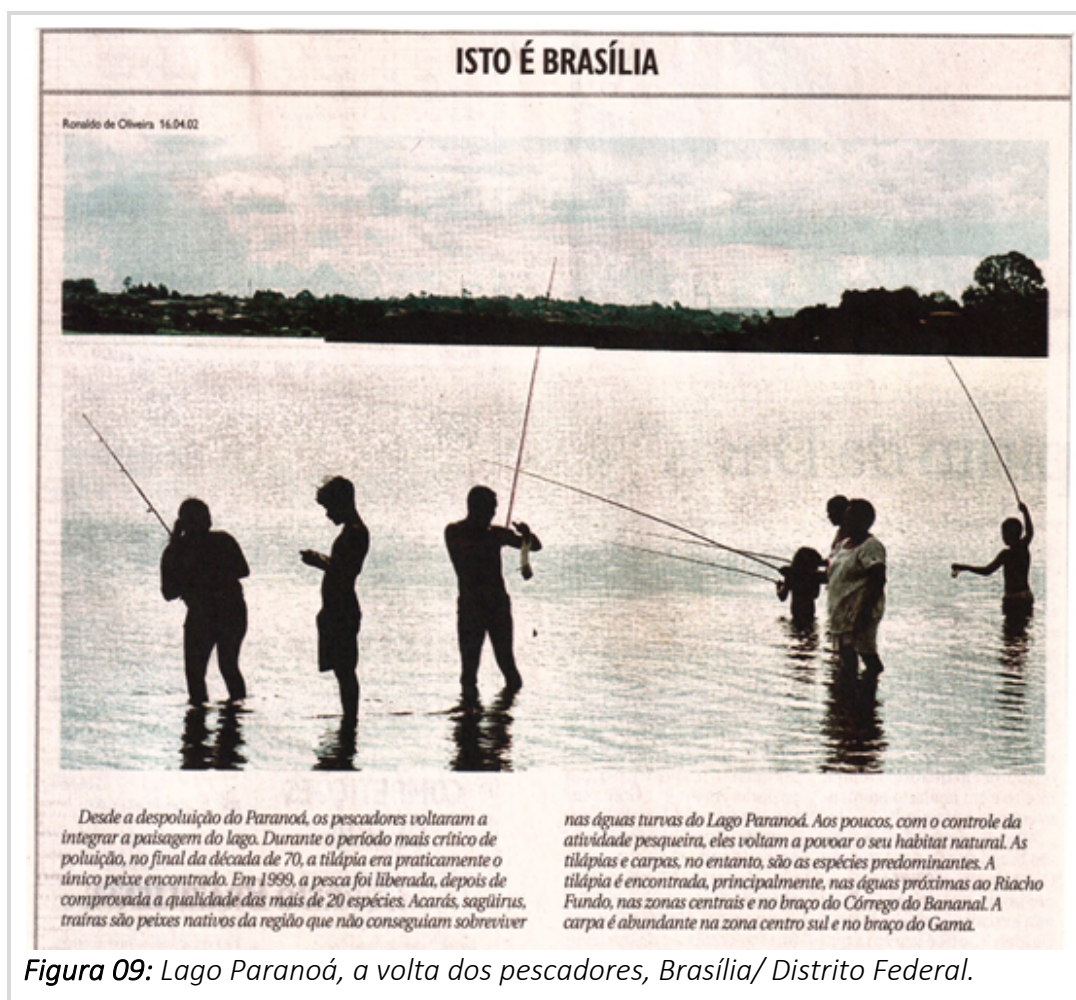 ISTO É BRASÍLIA
Ronaldo de Oliveira 16.04.02
Desde a despoluição do Paranoá, os pescadores voltaram a
integrar a paisagem do lago. Durante o período mais crítico de
poluição, no final da década de 70, a tilápia era praticamente o
único peixe encontrado. Em 1999, a pesca foi liberada, depois de
comprovada a qualidade das mais de 20 espécies. Acarás, sagüirus,
traíras são peixes nativos da região que não conseguiam sobreviver
nas águas turvas do Lago Paranoá. Aos poucos, com o controle da
atividade pesqueira, eles voltam a povoar o seu habitat natural. As
tilápias e carpas, no entanto, são as espécies predominantes. A
tilápia é encontrada, principalmente, nas águas próximas ao Riacho
Fundo, nas zonas centrais e no braço do Córrego do Bananal. A
carpa é abundante na zona centro sul e no braço do Gama.
Figura 09: Lago Paranoá, a volta dos pescadores, Brasília/ Distrito Federal.